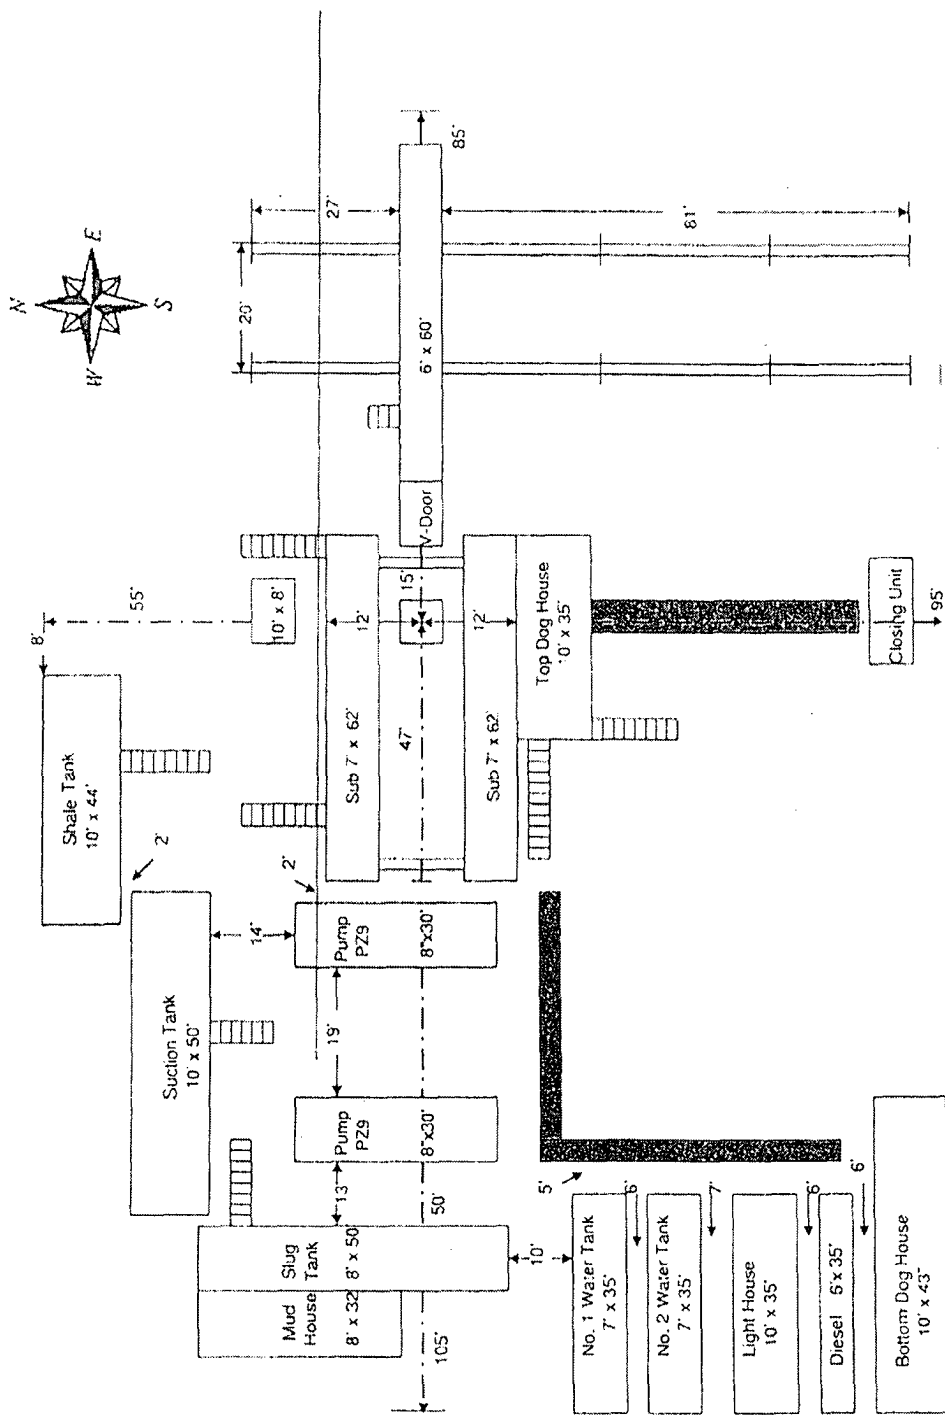 N
W
E
S
8'
55'
Shale Tank
10' x 44'
2'
Suction Tank
10' x 50'
14'
2'
10' x 8'
20'
27'
Slug
Tank
8' x 50'
Mud
House
8' x 32'
13'
Pump
PZ9
8"x30'
19'
Pump
PZ9
8"x30'
Sub 7' x 62'
12'
47'
15'
V-Door
6' x 60'
85'
105'
50'
12'
Sub 7' x 62'
81'
10'
5'
Top Dog House
10' x 35'
No. 1 Water Tank
7' x 35'
6'
No. 2 Water Tank
7' x 35'
7'
Light House
10' x 35'
6'
Diesel 6' x 35'
6'
Bottom Dog House
10' x 43'
Closing Unit
95'